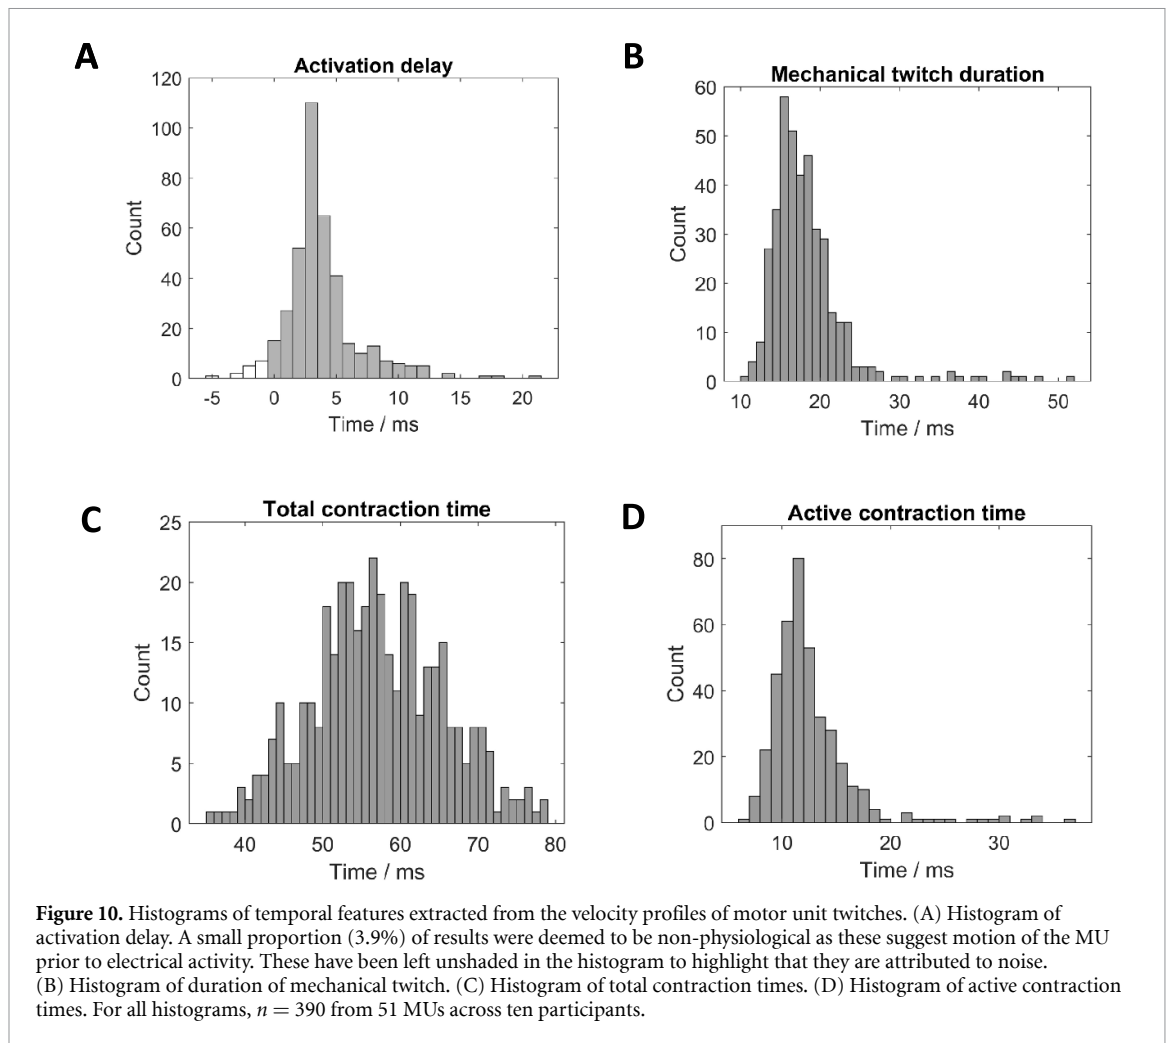 A
Activation delay
120
100
80
60
40
20
0
Count
-5 0 5 10 15 20
Time / ms
B
Mechanical twitch duration
60
50
40
30
20
10
0
Count
10 20 30 40 50
Time / ms
C
Total contraction time
25
20
15
10
5
0
Count
40 50 60 70 80
Time / ms
D
Active contraction time
80
60
40
20
0
Count
10 20 30
Time / ms
Figure 10. Histograms of temporal features extracted from the velocity profiles of motor unit twitches. (A) Histogram of
activation delay. A small proportion (3.9%) of results were deemed to be non-physiological as these suggest motion of the MU
prior to electrical activity. These have been left unshaded in the histogram to highlight that they are attributed to noise.
(B) Histogram of duration of mechanical twitch. (C) Histogram of total contraction times. (D) Histogram of active contraction
times. For all histograms, n = 390 from 51 MUs across ten participants.